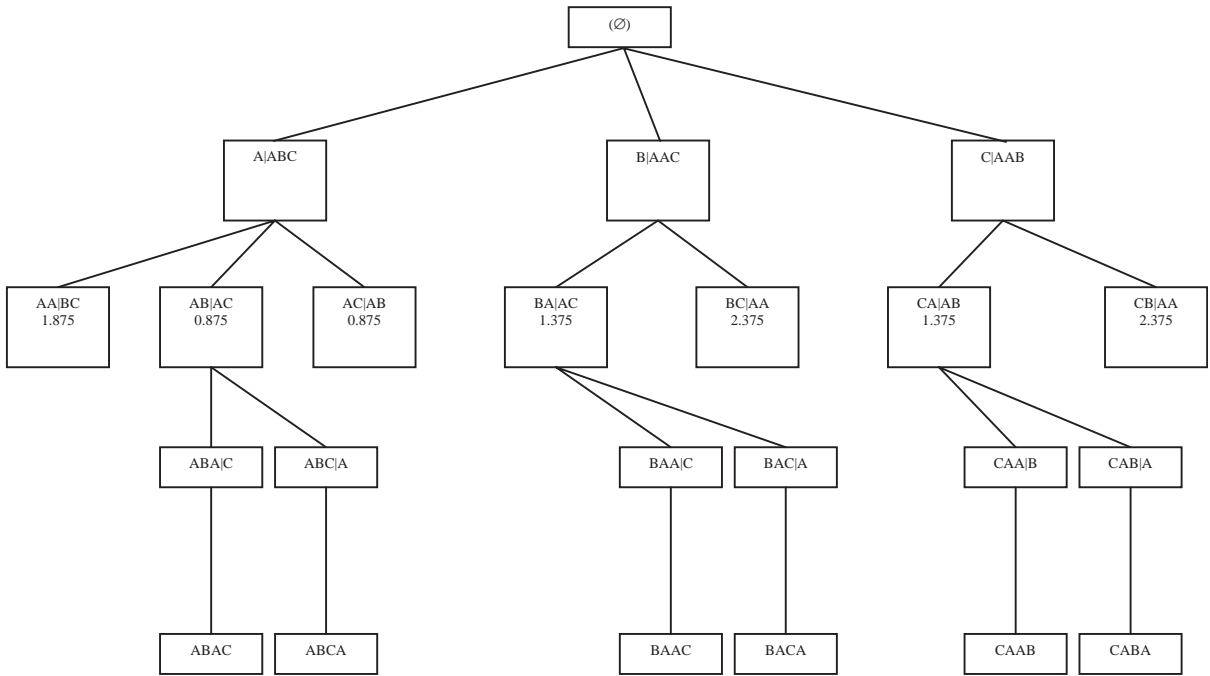 (∅)
A|ABC
B|AAC
C|AAB
AA|BC
1.875
AB|AC
0.875
AC|AB
0.875
BA|AC
1.375
BC|AA
2.375
CA|AB
1.375
CB|AA
2.375
ABA|C
ABC|A
BAA|C
BAC|A
CAA|B
CAB|A
ABAC
ABCA
BAAC
BACA
CAAB
CABA